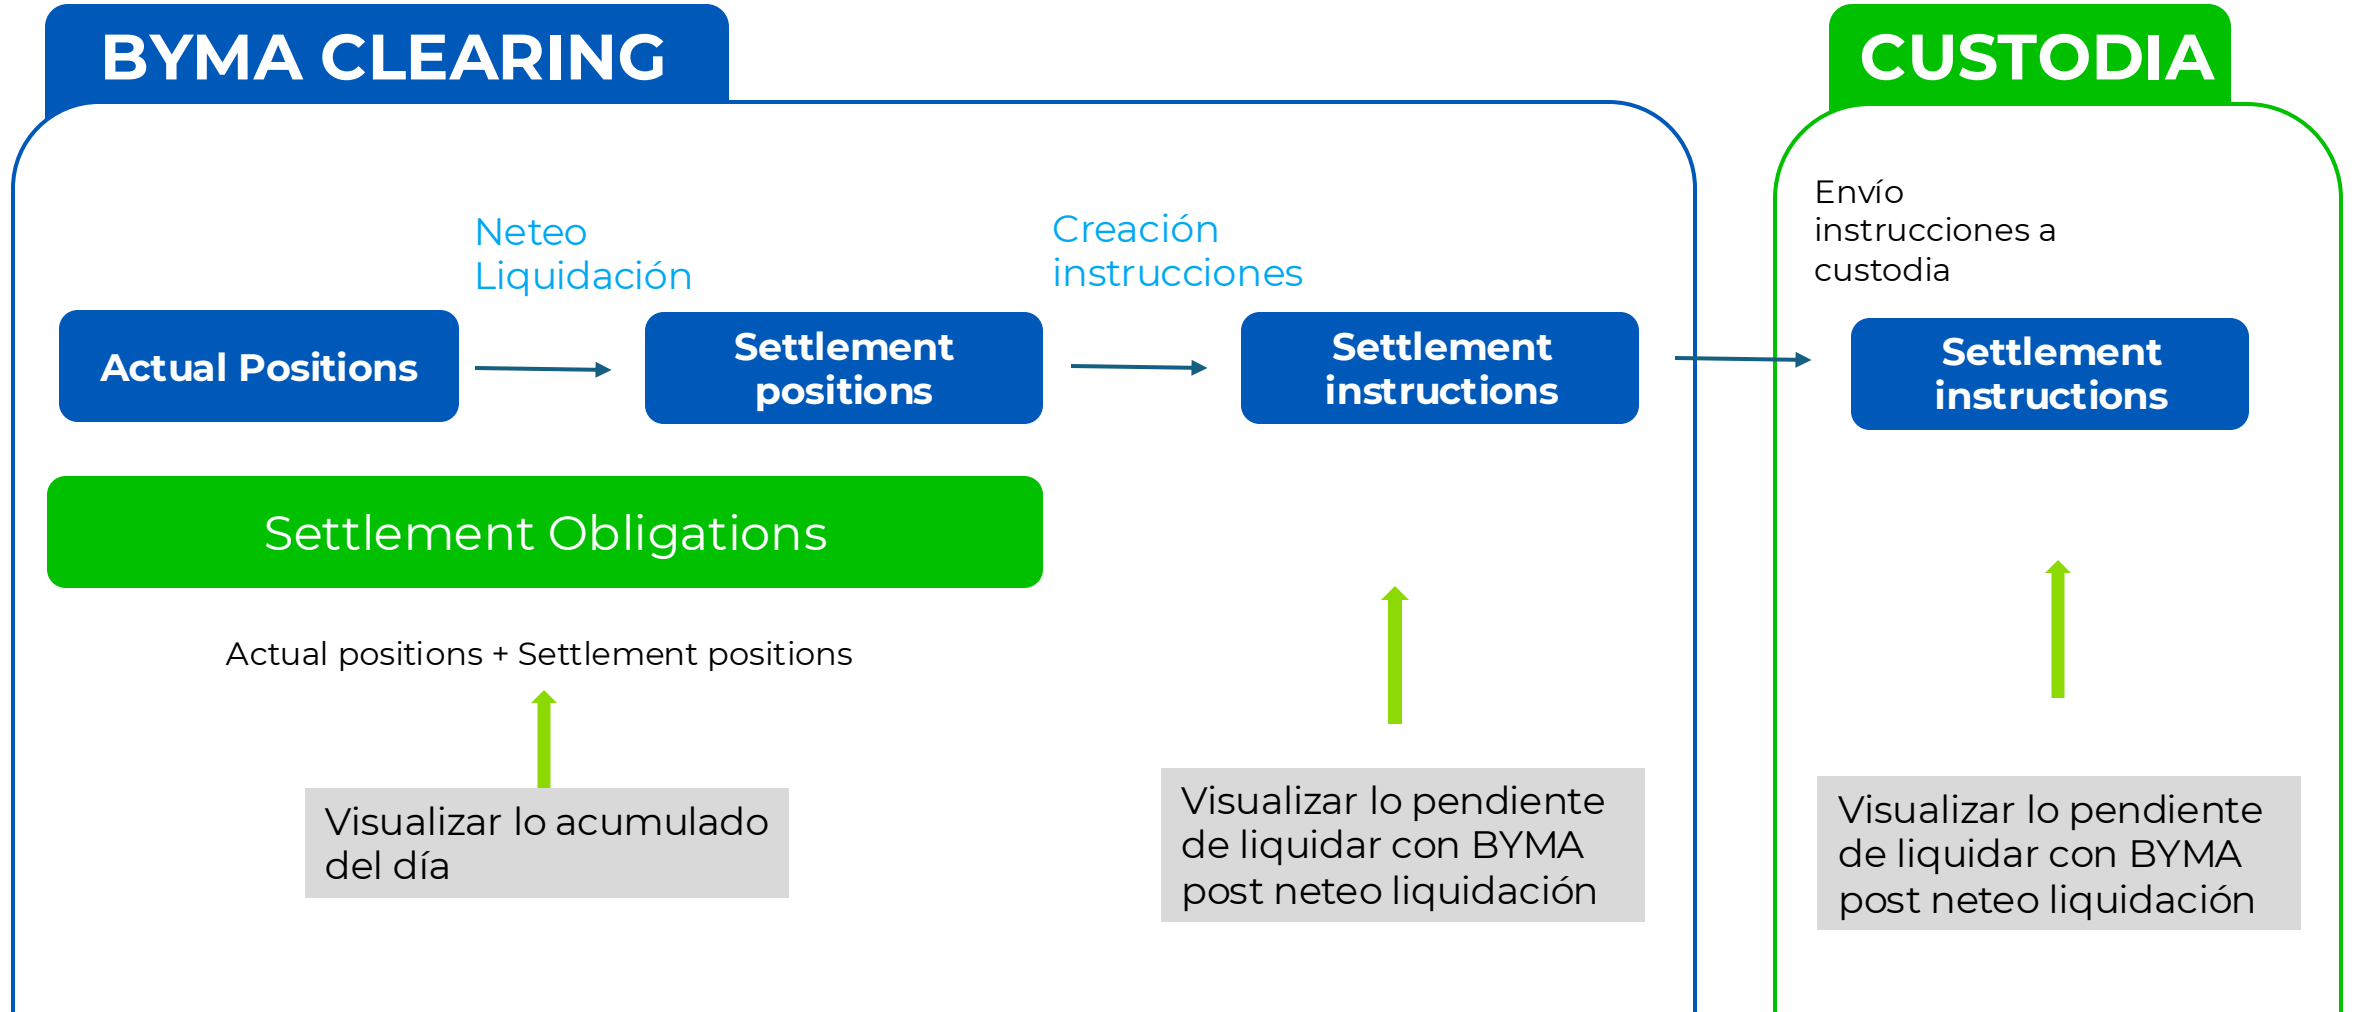 BYMA CLEARING
CUSTODIA
Neteo
Liquidación
Creación
instrucciones
Envío
instrucciones a
custodia
Actual Positions
Settlement
positions
Settlement
instructions
Settlement
instructions
Settlement Obligations
Actual positions + Settlement positions
Visualizar lo acumulado
del día
Visualizar lo pendiente
de liquidar con BYMA
post neteo liquidación
Visualizar lo pendiente
de liquidar con BYMA
post neteo liquidación